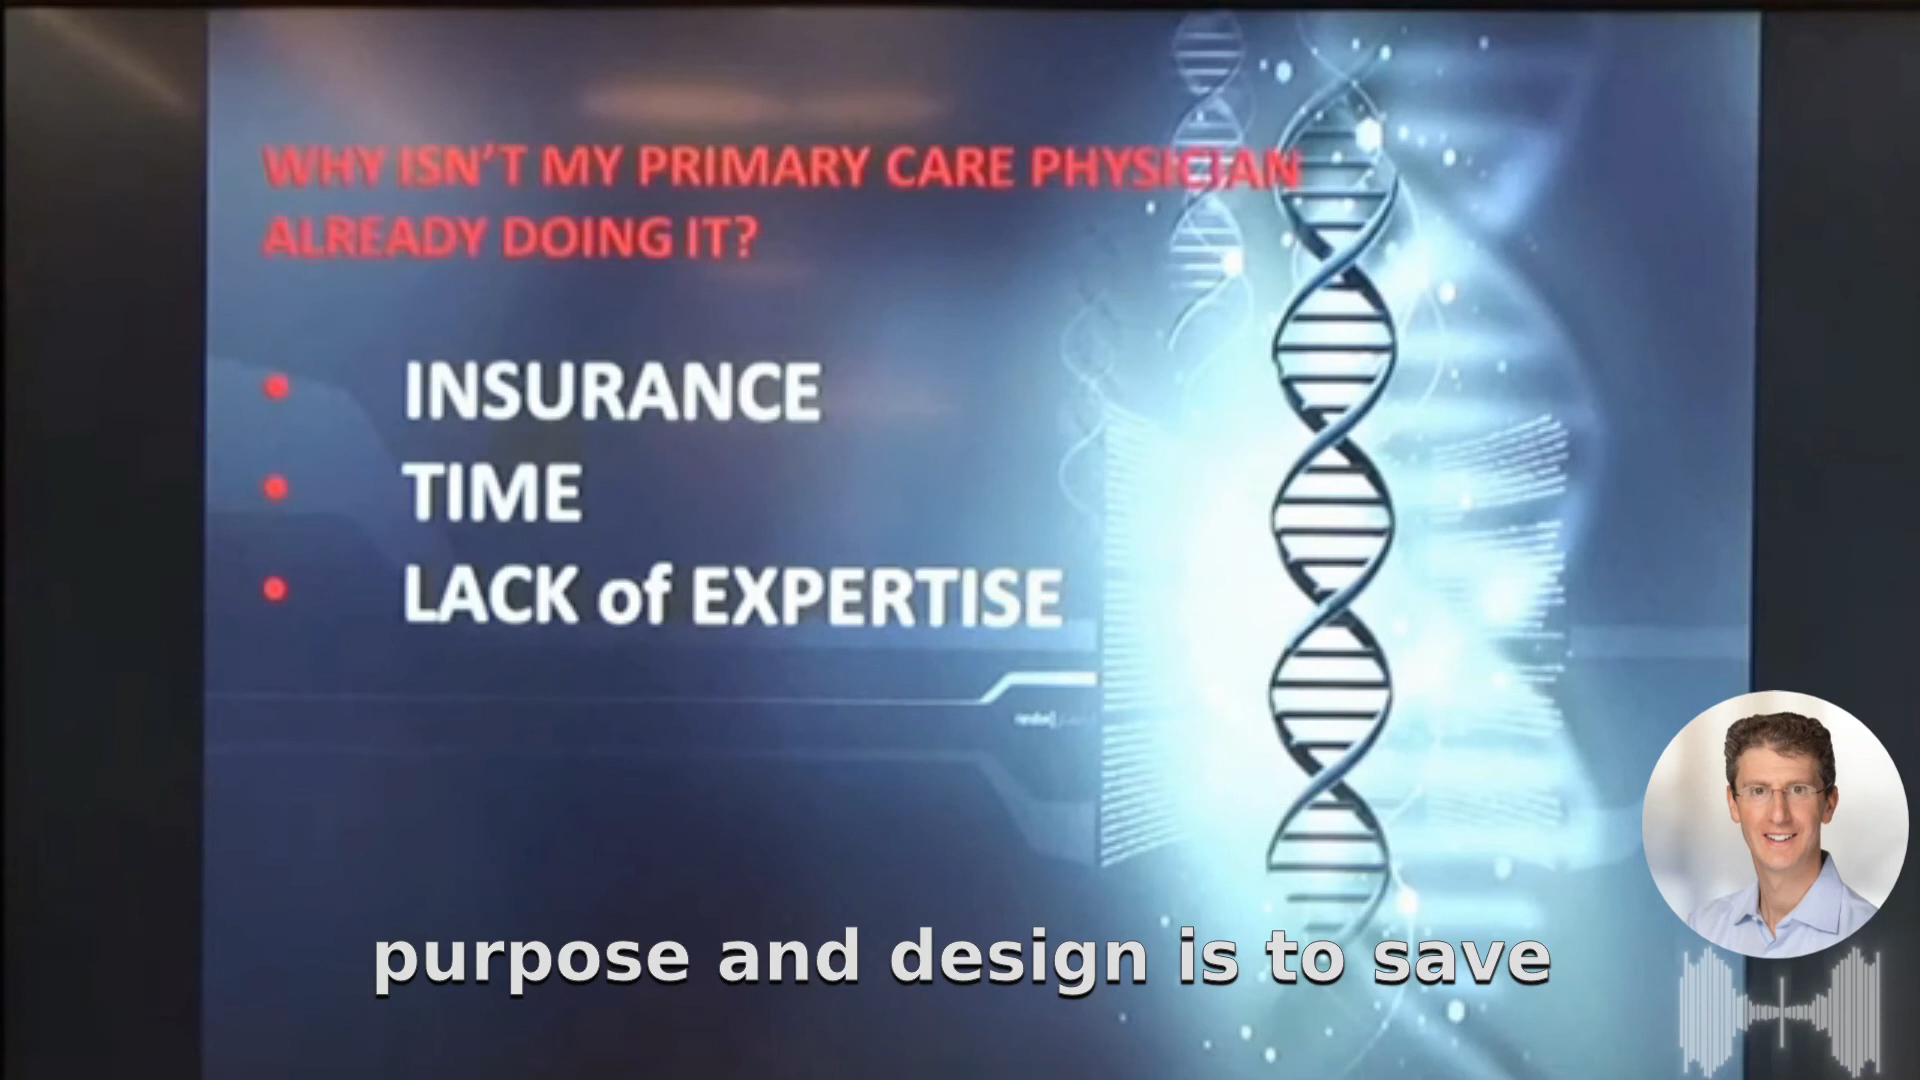 WHY ISN'T MY PRIMARY CARE PHYSICIAN
ALREADY DOING IT?
• INSURANCE
• TIME
• LACK of EXPERTISE
purpose and design is to save